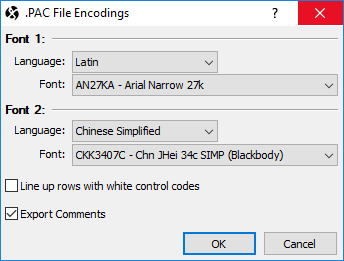 .PAC File Encodings
Font 1:
Language: Latin
Font: AN27KA - Arial Narrow 27k
Font 2:
Language: Chinese Simplified
Font: CKK3407C - Chn JHei 34c SIMP (Blackbody)
Line up rows with white control codes
Export Comments
OK Cancel